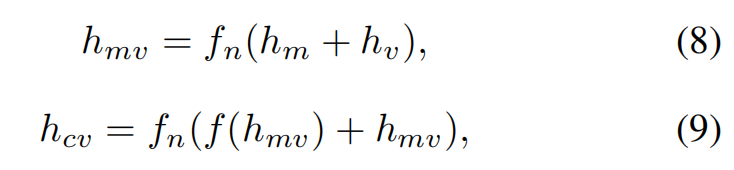 h_{mv} = f_n(h_m + h_v), (8)
h_{cv} = f_n(f(h_{mv}) + h_{mv}), (9)